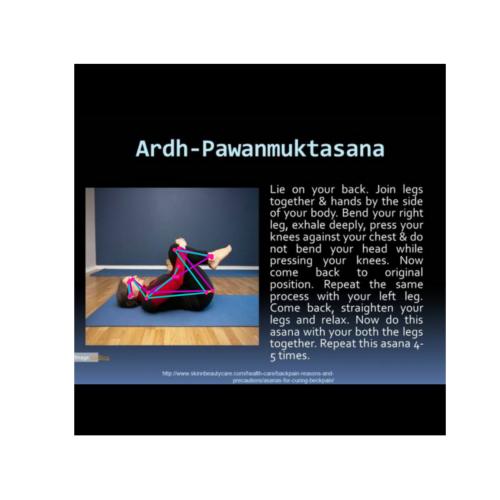 Ardh-Pawanmuktasana
Lie on your back. Join legs
together & hands by the side
of your body. Bend your right
leg, exhale deeply, press your
knees against your chest & do
not bend your head while
pressing your knees. Now
come back to original
position. Repeat the same
process with your left leg.
Come back, straighten your
legs and relax. Now do this
asana with your both the legs
together. Repeat this asana 4-
5 times.
Image:
http://www.skinnbeautycare.com/health-care/backpain-reasons-and-
precautions/asanas-for-curing-beckpain/